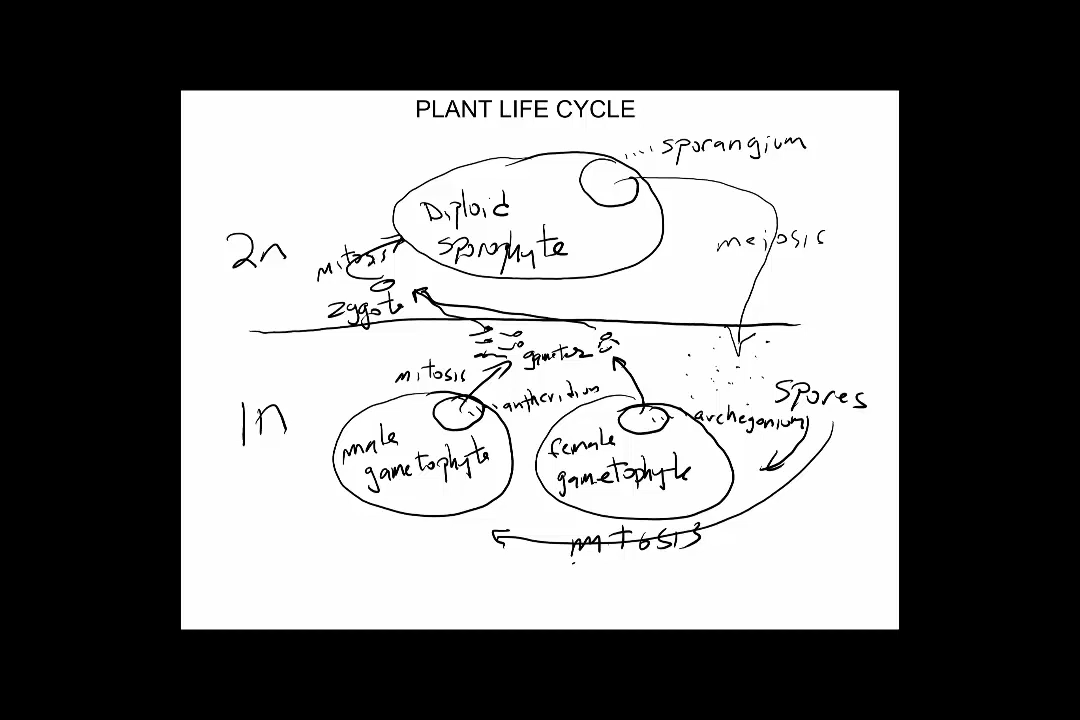 PLANT LIFE CYCLE
sporangium
Diploid
sporophyte
2n
meiosis
mitosis
zygote
gametes
mitosis
antheridium
Spores
archegonium
1n
male
gametophyte
female
gametophyte
mitosis